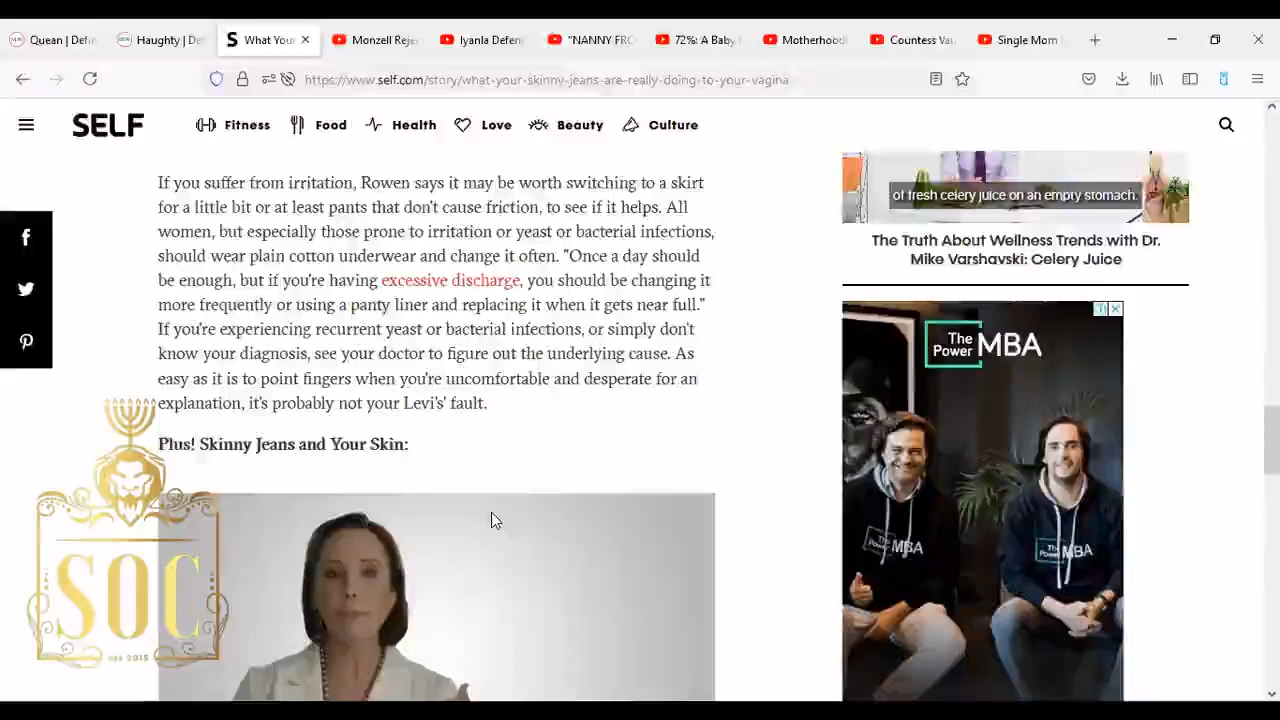 Quean | Defin
Haughty | De
What You
Monzell Reje
Iyanla Defen
"NANNY FRO
72%: A Baby
Motherhood
Countess Vau
Single Mom
https://www.self.com/story/what-your-skinny-jeans-are-really-doing-to-your-vagina
SELF
Fitness
Food
Health
Love
Beauty
Culture
If you suffer from irritation, Rowen says it may be worth switching to a skirt
for a little bit or at least pants that don't cause friction, to see if it helps. All
women, but especially those prone to irritation or yeast or bacterial infections,
should wear plain cotton underwear and change it often. "Once a day should
be enough, but if you're having excessive discharge, you should be changing it
more frequently or using a panty liner and replacing it when it gets near full."
If you're experiencing recurrent yeast or bacterial infections, or simply don't
know your diagnosis, see your doctor to figure out the underlying cause. As
easy as it is to point fingers when you're uncomfortable and desperate for an
explanation, it's probably not your Levi's' fault.
Plus! Skinny Jeans and Your Skin:
of fresh celery juice on an empty stomach.
The Truth About Wellness Trends with Dr.
Mike Varshavski: Celery Juice
The
Power MBA
The
Power MBA
The
Power MBA
SOC
2015